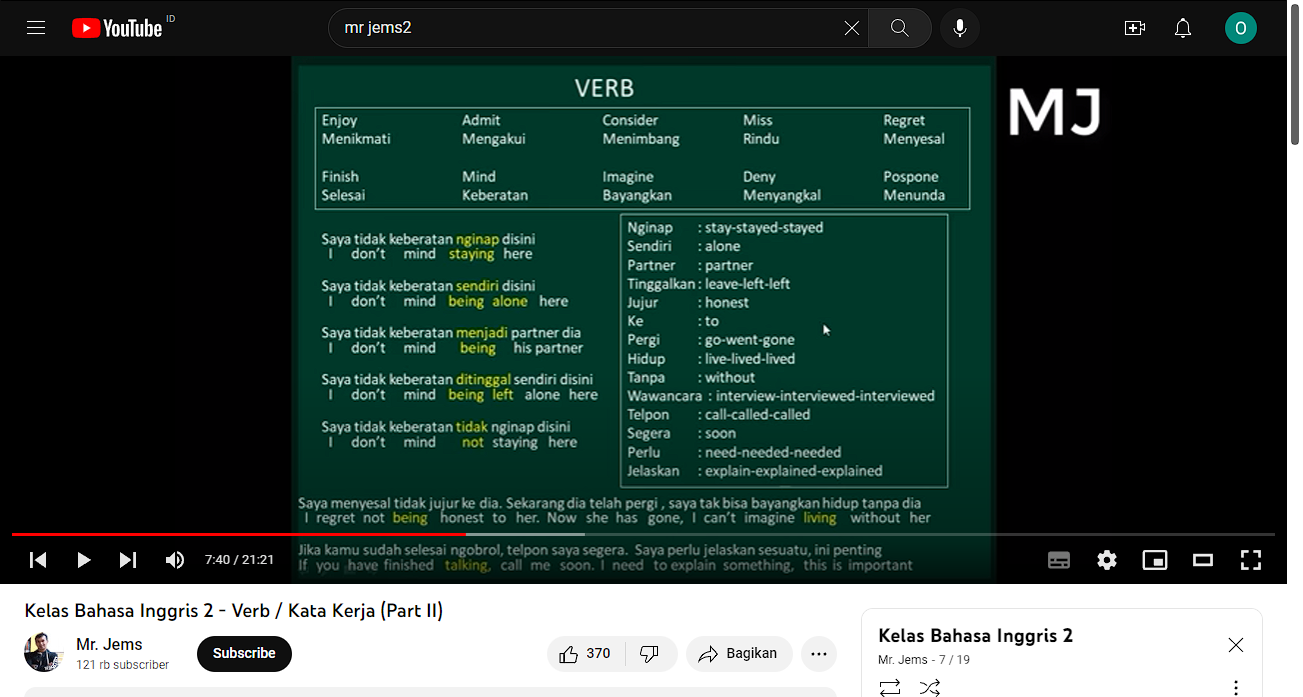 YouTube ID
mr jems2
O
VERB
MJ
Enjoy Admit Consider Miss Regret
Menikmati Mengakui Menimbang Rindu Menyesal
Finish Mind Imagine Deny Pospone
Selesai Keberatan Bayangkan Menyangkal Menunda
Saya tidak keberatan nginap disini
I don't mind staying here
Saya tidak keberatan sendiri disini
I don't mind being alone here
Saya tidak keberatan menjadi partner dia
I don't mind being his partner
Saya tidak keberatan ditinggal sendiri disini
I don't mind being left alone here
Saya tidak keberatan tidak nginap disini
I don't mind not staying here
Nginap : stay-stayed-stayed
Sendiri : alone
Partner : partner
Tinggalkan : leave-left-left
Jujur : honest
Ke : to
Pergi : go-went-gone
Hidup : live-lived-lived
Tanpa : without
Wawancara : interview-interviewed-interviewed
Telpon : call-called-called
Segera : soon
Perlu : need-needed-needed
Jelaskan : explain-explained-explained
Saya menyesal tidak jujur ke dia. Sekarang dia telah pergi , saya tak bisa bayangkan hidup tanpa dia
I regret not being honest to her. Now she has gone, I can't imagine living without her
Jika kamu sudah selesai ngobrol, telpon saya segera. Saya perlu jelaskan sesuatu, ini penting
If you have finished talking, call me soon. I need to explain something, this is important
7:40 / 21:21
Kelas Bahasa Inggris 2 - Verb / Kata Kerja (Part II)
Mr. Jems
121 rb subscriber
Subscribe
370
Bagikan
Kelas Bahasa Inggris 2
Mr. Jems - 7 / 19